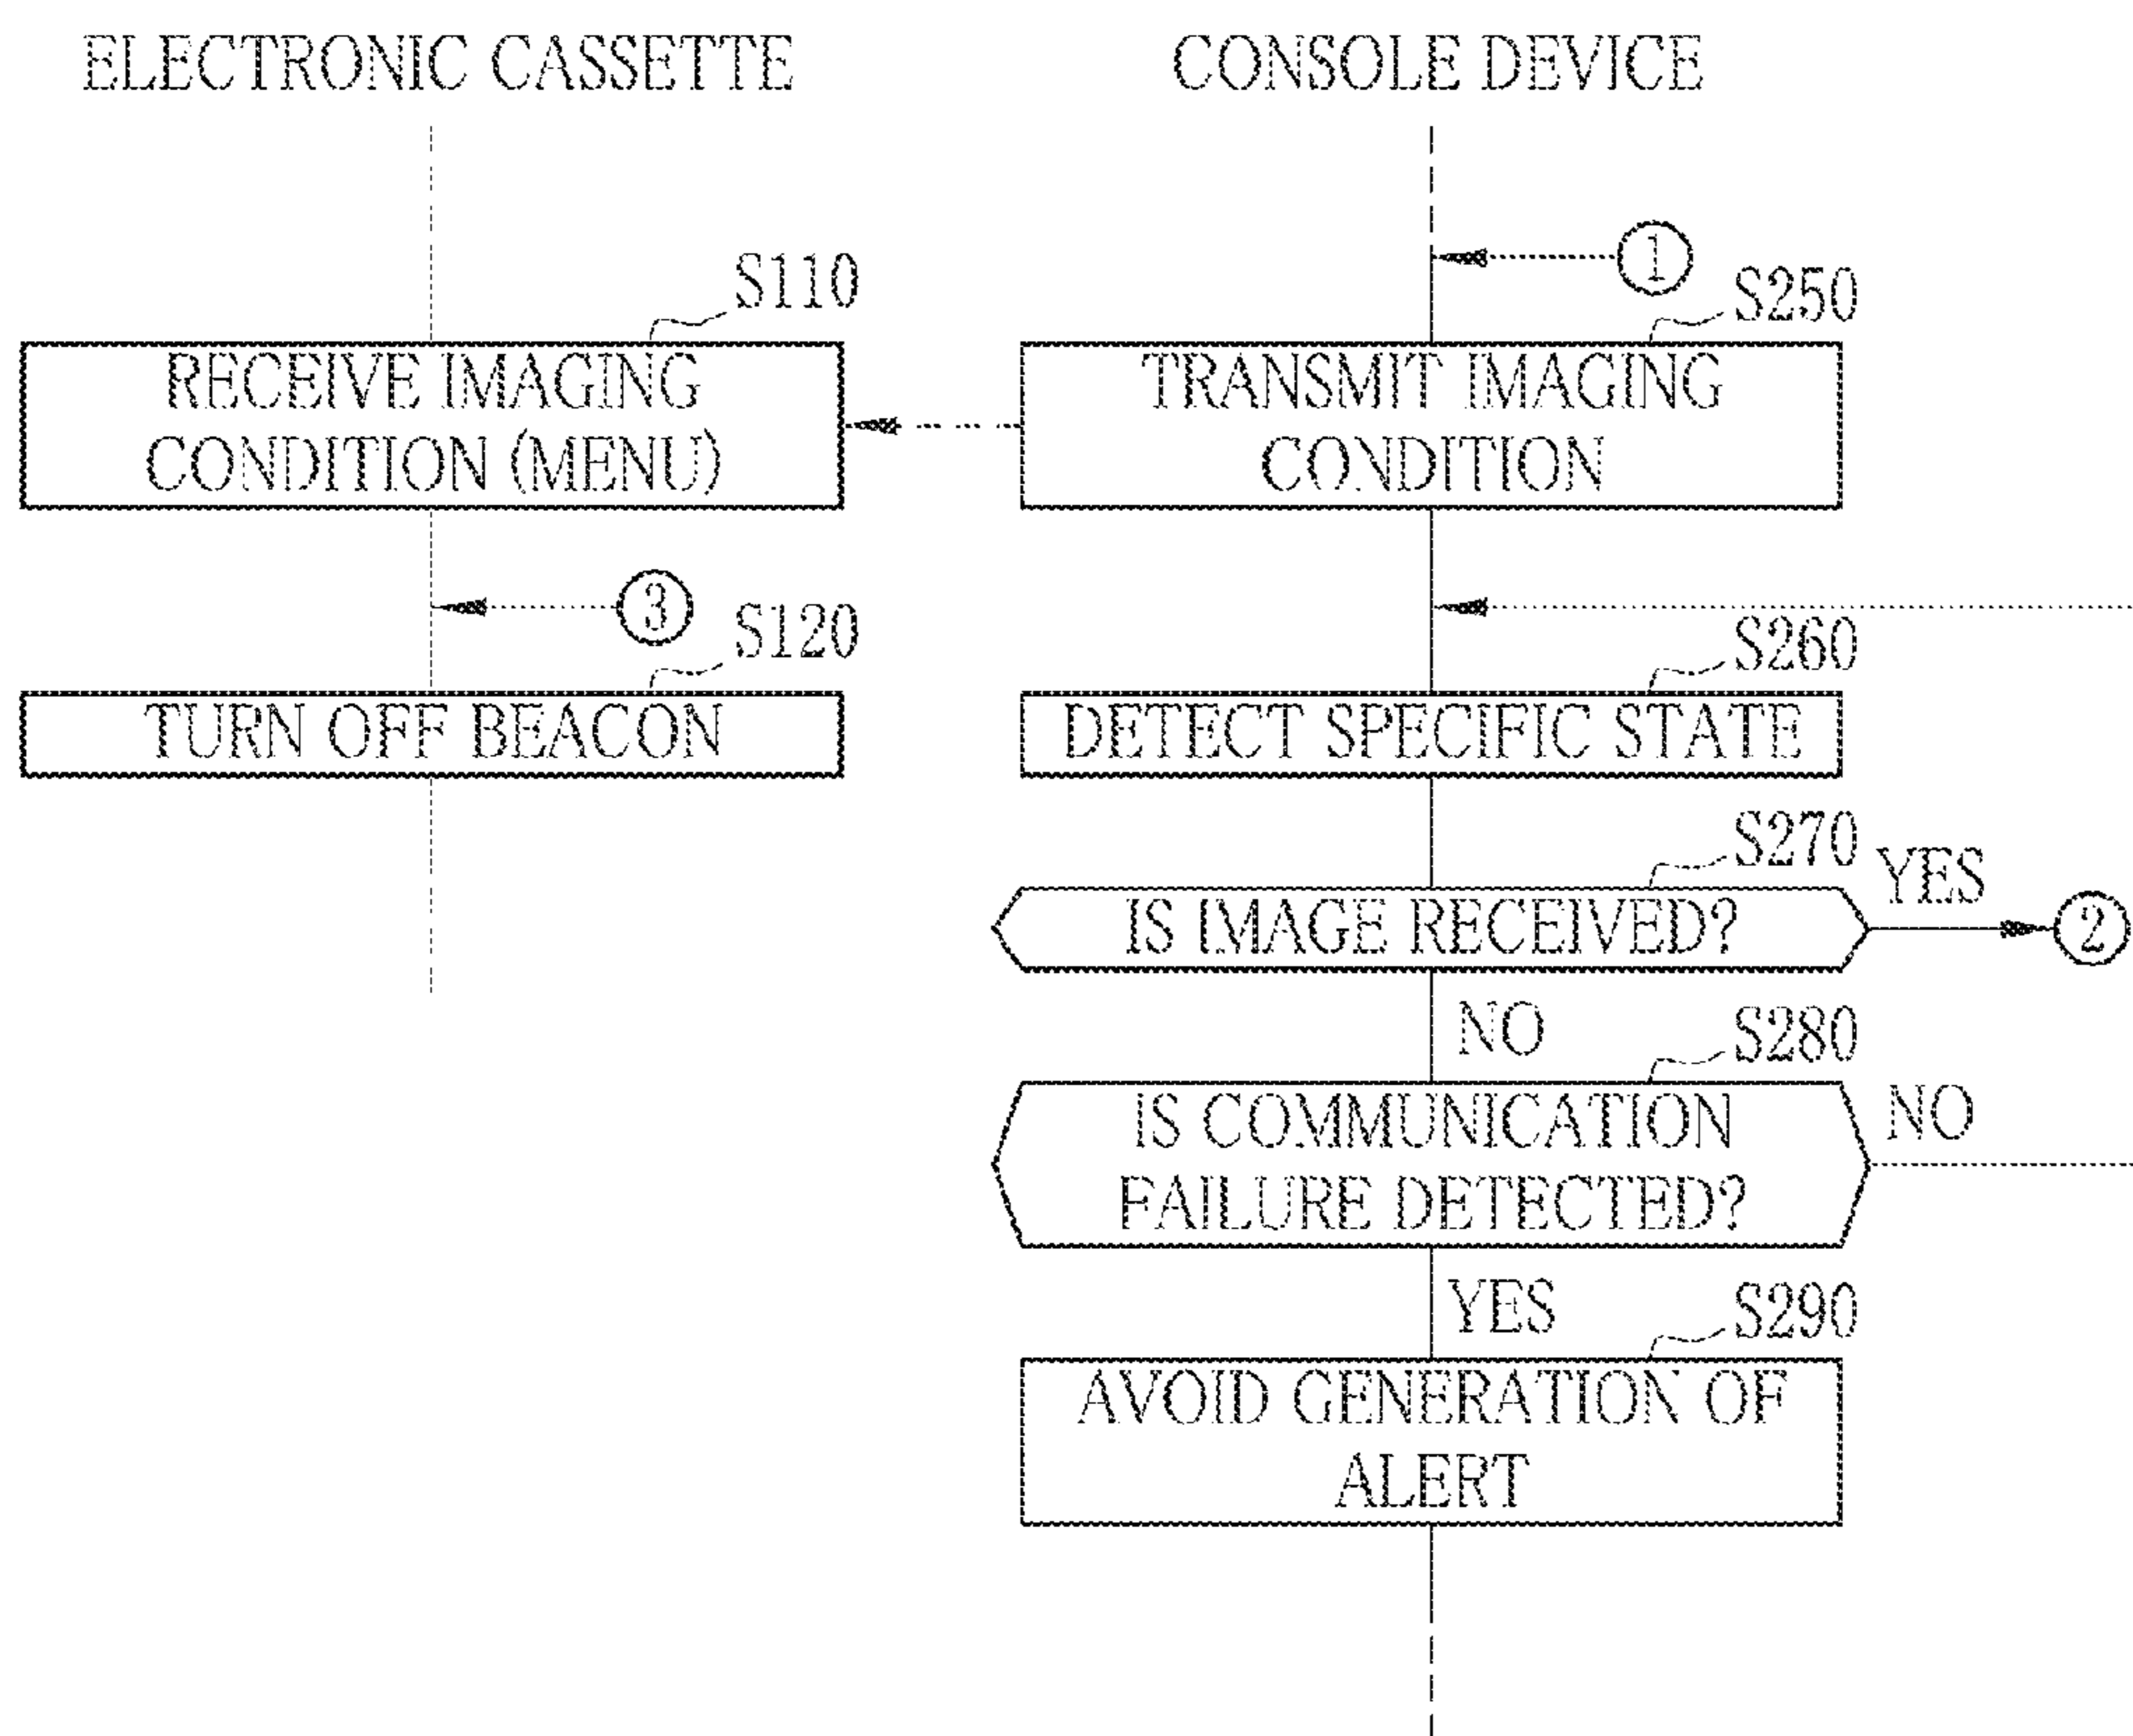 ELECTRONIC CASSETTE
CONSOLE DEVICE
1
S110
S250
RECEIVE IMAGING
CONDITION (MENU)
TRANSMIT IMAGING
CONDITION
3
S120
S260
TURN OFF BEACON
DETECT SPECIFIC STATE
S270
YES
IS IMAGE RECEIVED?
2
NO
S280
IS COMMUNICATION
FAILURE DETECTED?
NO
YES
S290
AVOID GENERATION OF
ALERT